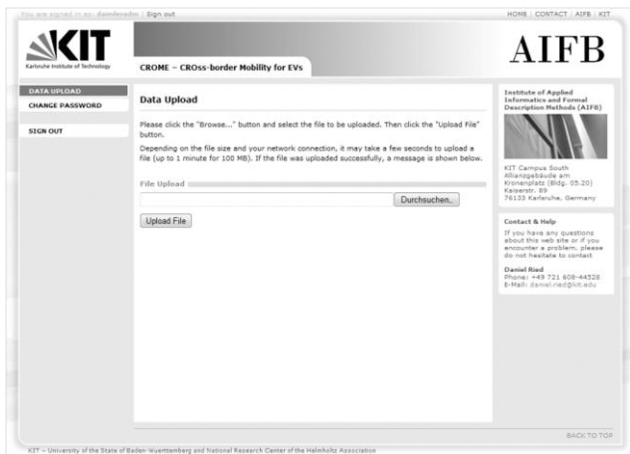 You are signed in as: daimleradm | Sign out
HOME | CONTACT | AIFB | KIT
KIT
Karlsruhe Institute of Technology
CROME – CROss-border Mobility for EVs
AIFB
DATA UPLOAD
CHANGE PASSWORD
SIGN OUT
Data Upload
Please click the "Browse..." button and select the file to be uploaded. Then click the "Upload File"
button.
Depending on the file size and your network connection, it may take a few seconds to upload a
file (up to 1 minute for 100 MB). If the file was uploaded successfully, a message is shown below.
File Upload
Durchsuchen..
Upload File
Institute of Applied
Informatics and Formal
Description Methods (AIFB)
KIT Campus South
Allianzgebäude am
Kronenplatz (Bldg. 05.20)
Kaiserstr. 89
76133 Karlsruhe, Germany
Contact & Help
If you have any questions
about this web site or if you
encounter a problem, please
do not hesitate to contact
Daniel Ried
Phone: +49 721 608-44528
E-Mail: daniel.ried@kit.edu
BACK TO TOP
KIT – University of the State of Baden-Wuerttemberg and National Research Center of the Helmholtz Association